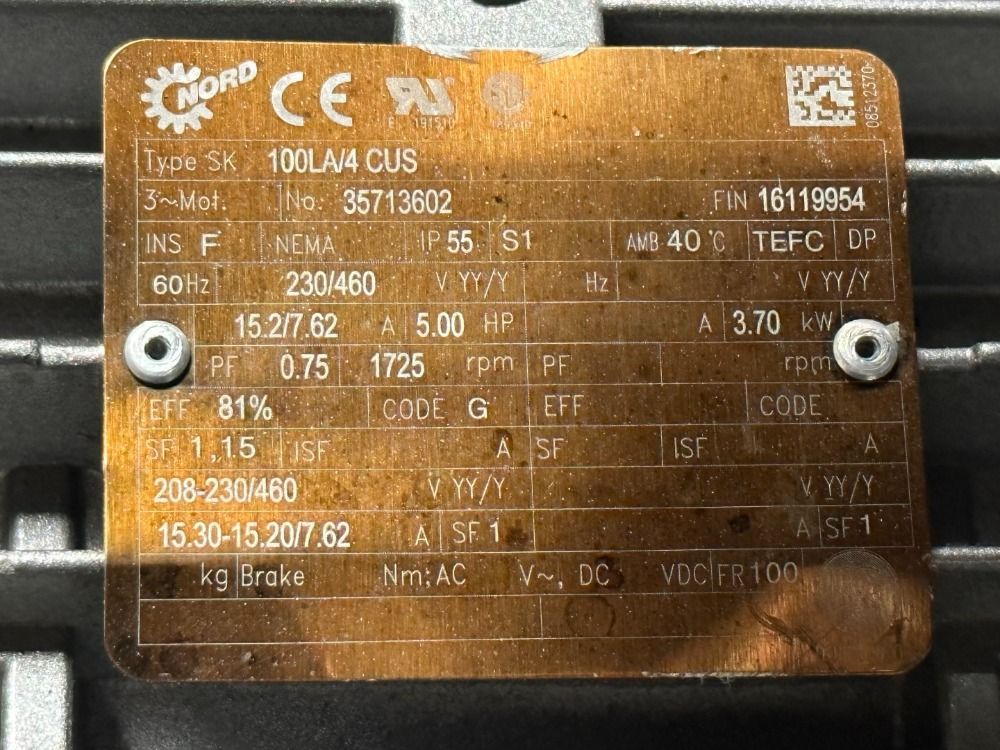 NORD CE
08512370
Type SK 100LA/4 CUS
3~Mot. No. 35713602 FIN 16119954
INS F NEMA IP 55 S1 AMB 40 °C TEFC DP
60 Hz 230/460 V YY/Y Hz V YY/Y
15.2/7.62 A 5.00 HP A 3.70 kW
PF 0.75 1725 rpm PF rpm
EFF 81% CODE G EFF CODE
SF 1,15 ISF A SF ISF A
208-230/460 V YY/Y V YY/Y
15.30-15.20/7.62 A SF 1 A SF 1
kg Brake Nm: AC V~, DC VDC FR 100